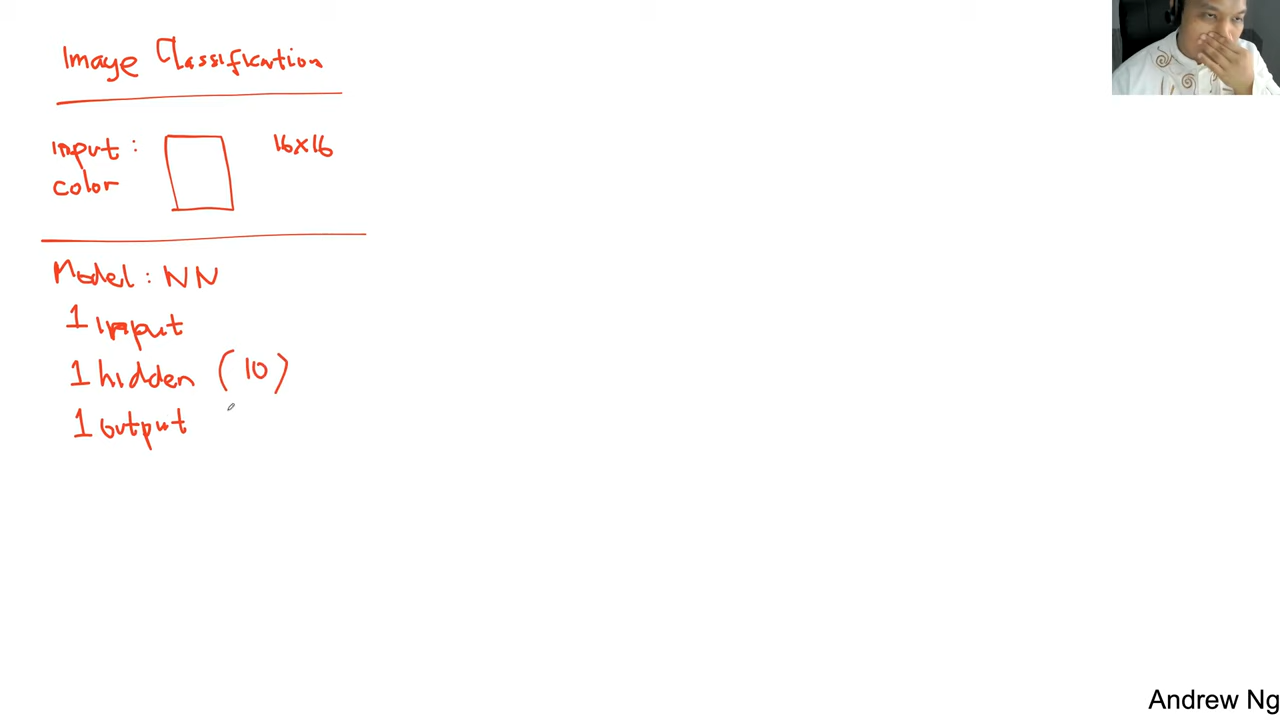 Image Classification
input : 16x16
color
Model : NN
1 input
1 hidden (10)
1 output
Andrew Ng